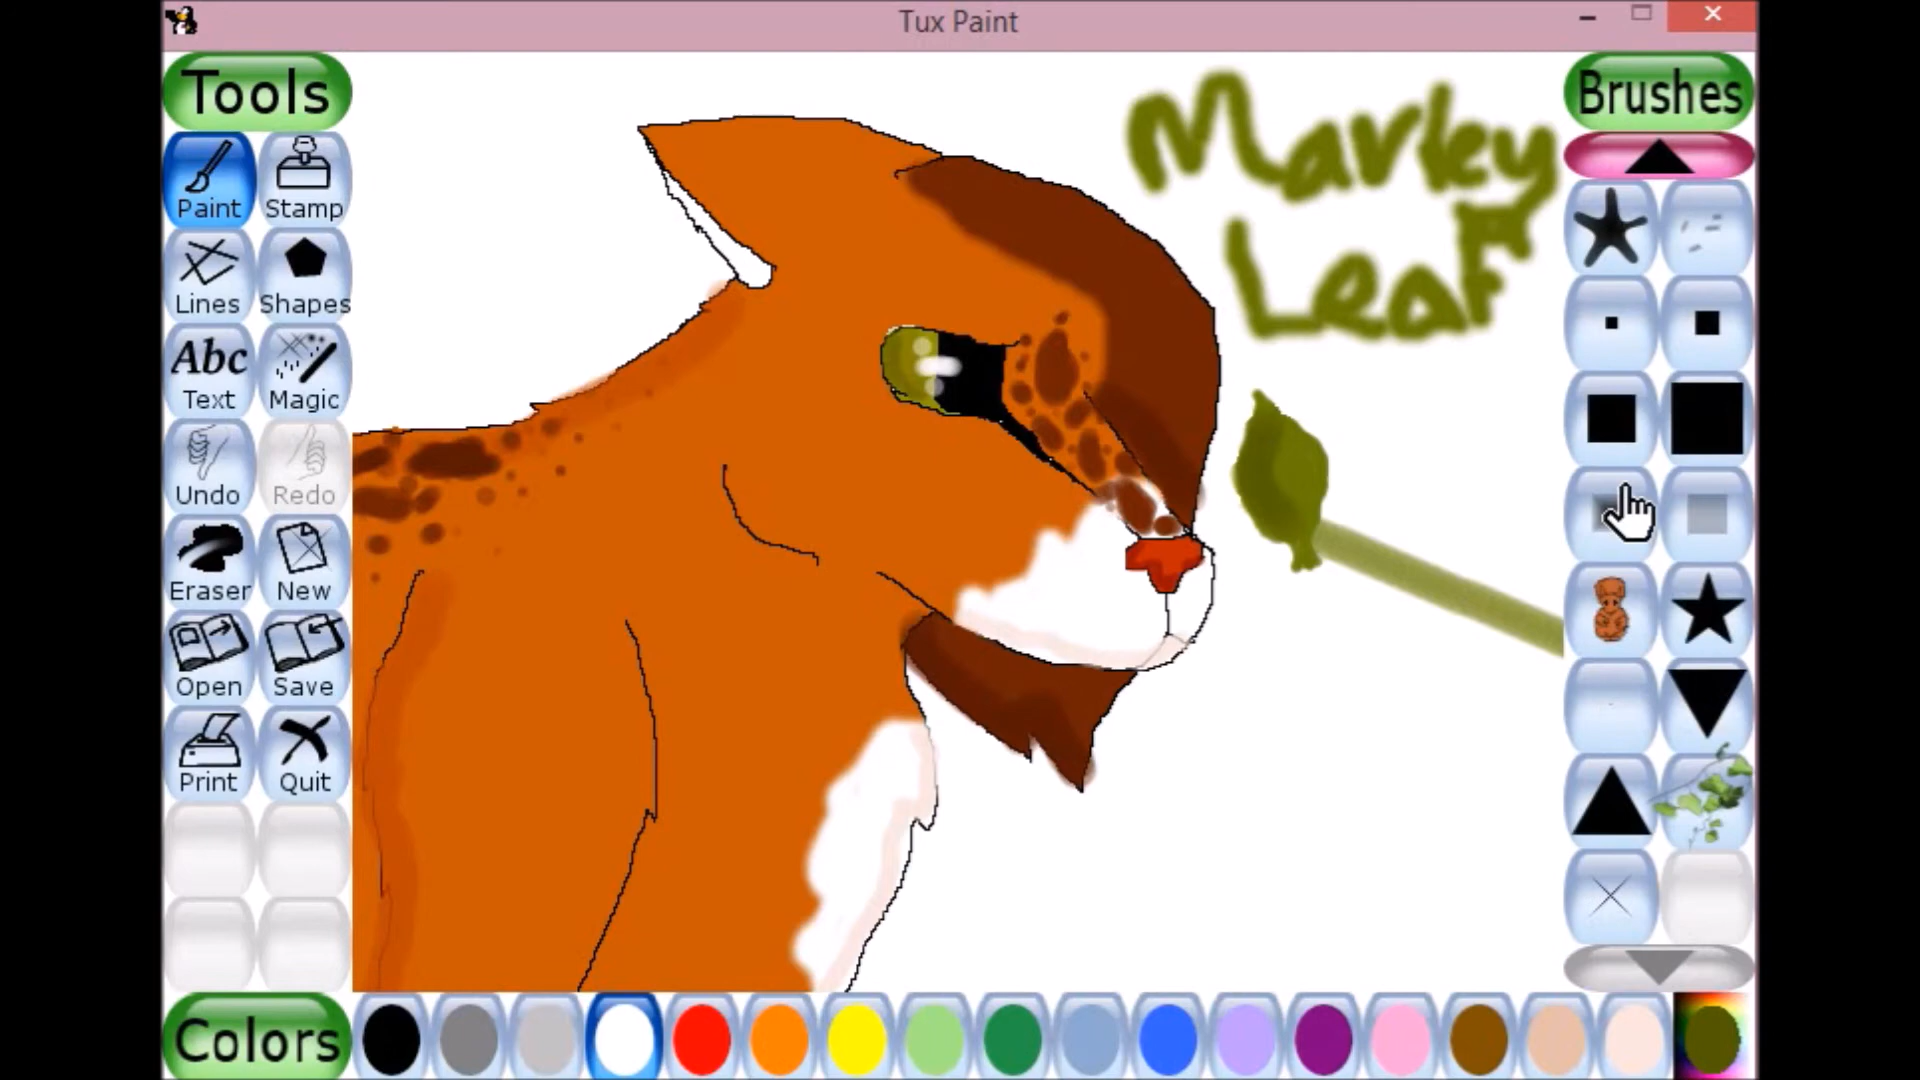 Tux Paint
Tools
Brushes
Marley
Leaf
Paint
Stamp
Lines
Shapes
Abc
Text
Magic
Undo
Redo
Eraser
New
Open
Save
Print
Quit
Colors